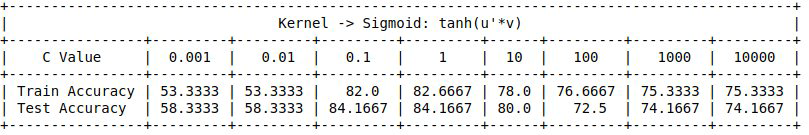 Kernel -> Sigmoid: tanh(u'*v)
C Value | 0.001 | 0.01 | 0.1 | 1 | 10 | 100 | 1000 | 10000
Train Accuracy | 53.3333 | 53.3333 | 82.0 | 82.6667 | 78.0 | 76.6667 | 75.3333 | 75.3333
Test Accuracy | 58.3333 | 58.3333 | 84.1667 | 84.1667 | 80.0 | 72.5 | 74.1667 | 74.1667